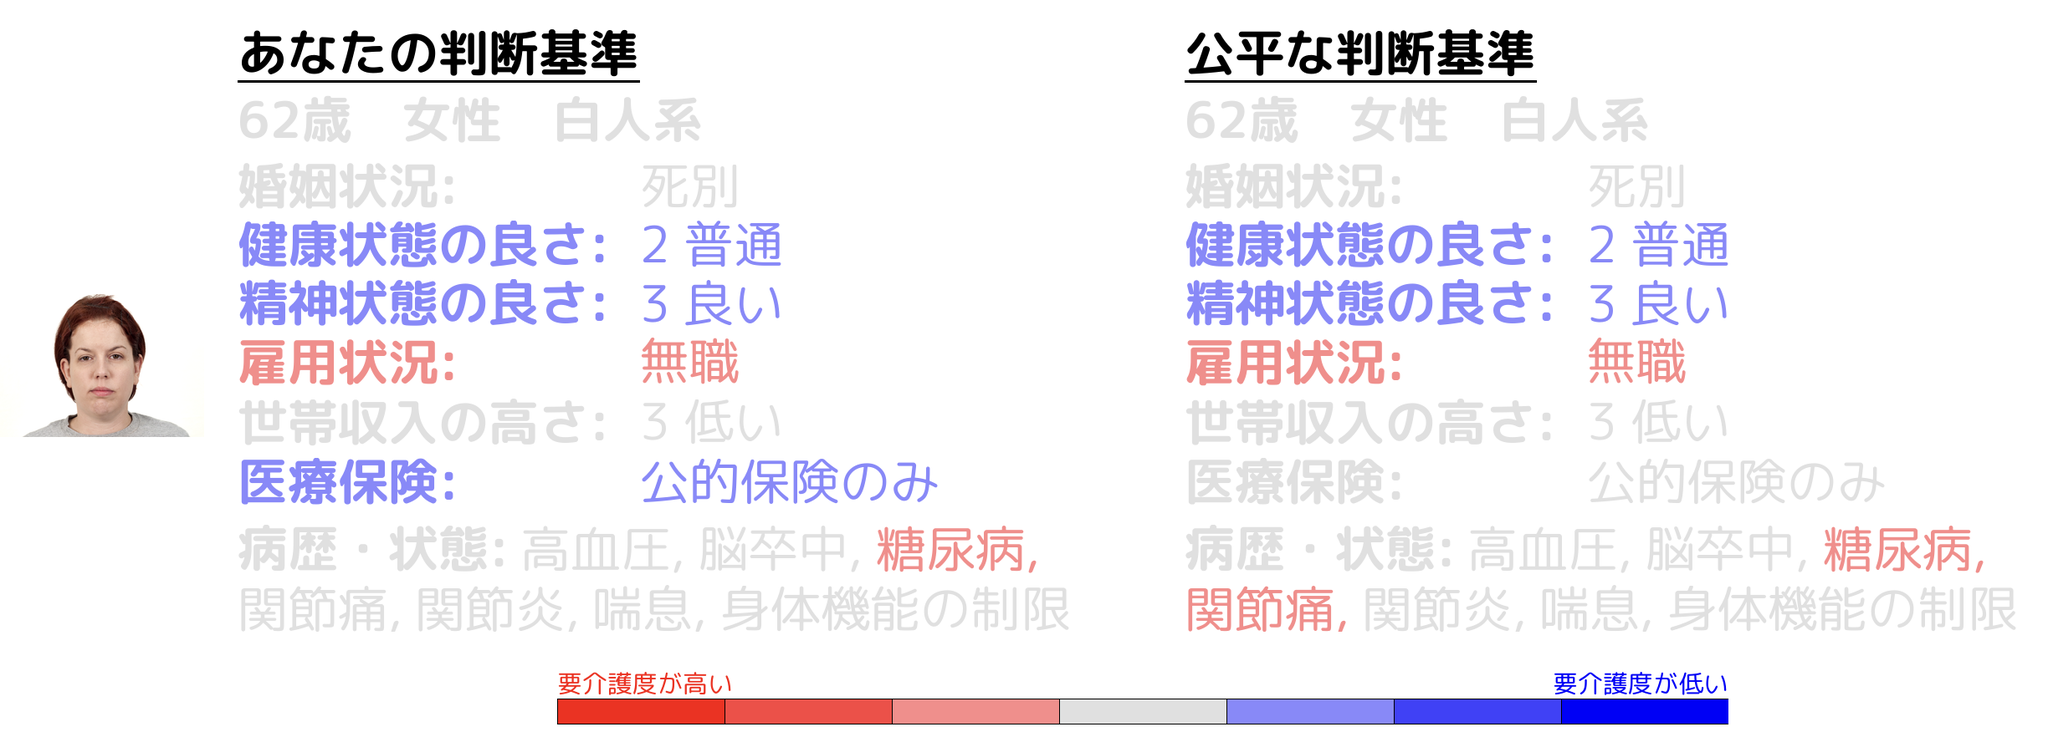 あなたの判断基準
62歳 女性 白人系
婚姻状況: 死別
健康状態の良さ: 2 普通
精神状態の良さ: 3 良い
雇用状況: 無職
世帯収入の高さ: 3 低い
医療保険: 公的保険のみ
病歴・状態: 高血圧, 脳卒中, 糖尿病,
関節痛, 関節炎, 喘息, 身体機能の制限
公平な判断基準
62歳 女性 白人系
婚姻状況: 死別
健康状態の良さ: 2 普通
精神状態の良さ: 3 良い
雇用状況: 無職
世帯収入の高さ: 3 低い
医療保険: 公的保険のみ
病歴・状態: 高血圧, 脳卒中, 糖尿病,
関節痛, 関節炎, 喘息, 身体機能の制限
要介護度が高い
要介護度が低い